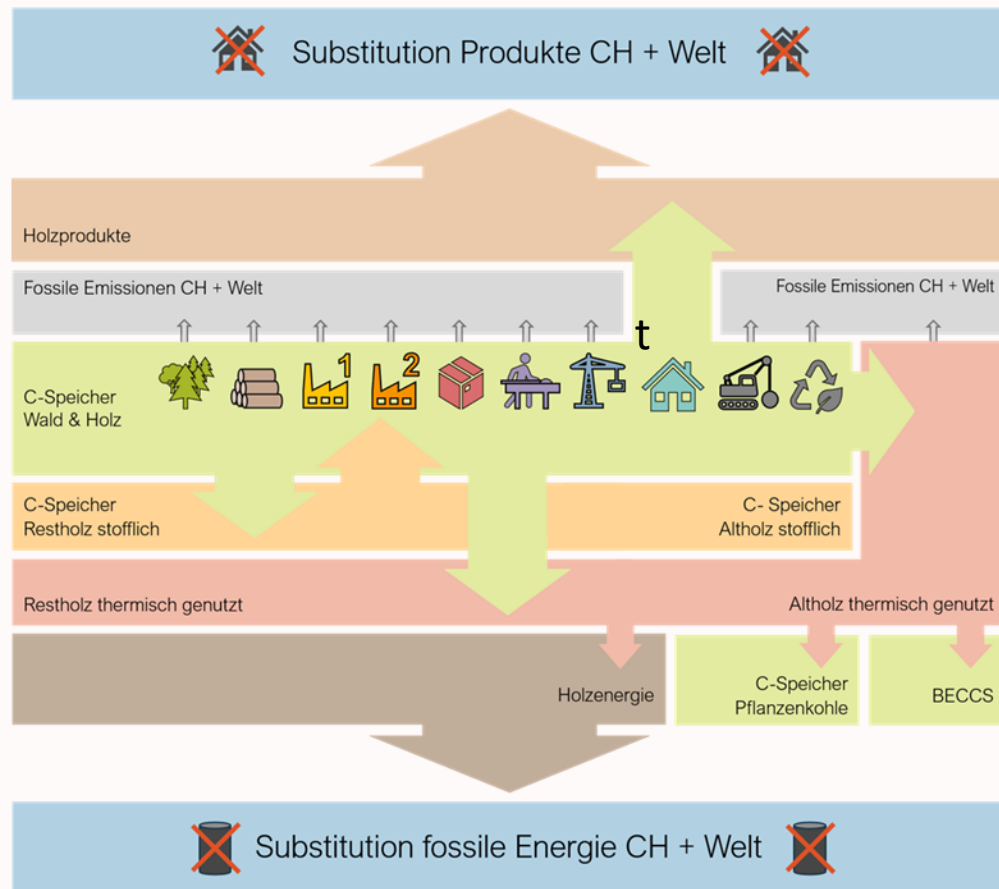 Substitution Produkte CH + Welt
Holzprodukte
Fossile Emissionen CH + Welt
Fossile Emissionen CH + Welt
t
1
2
C-Speicher
Wald & Holz
C-Speicher
Restholz stofflich
C- Speicher
Altholz stofflich
Restholz thermisch genutzt
Altholz thermisch genutzt
Holzenergie
C-Speicher
Pflanzenkohle
BECCS
Substitution fossile Energie CH + Welt